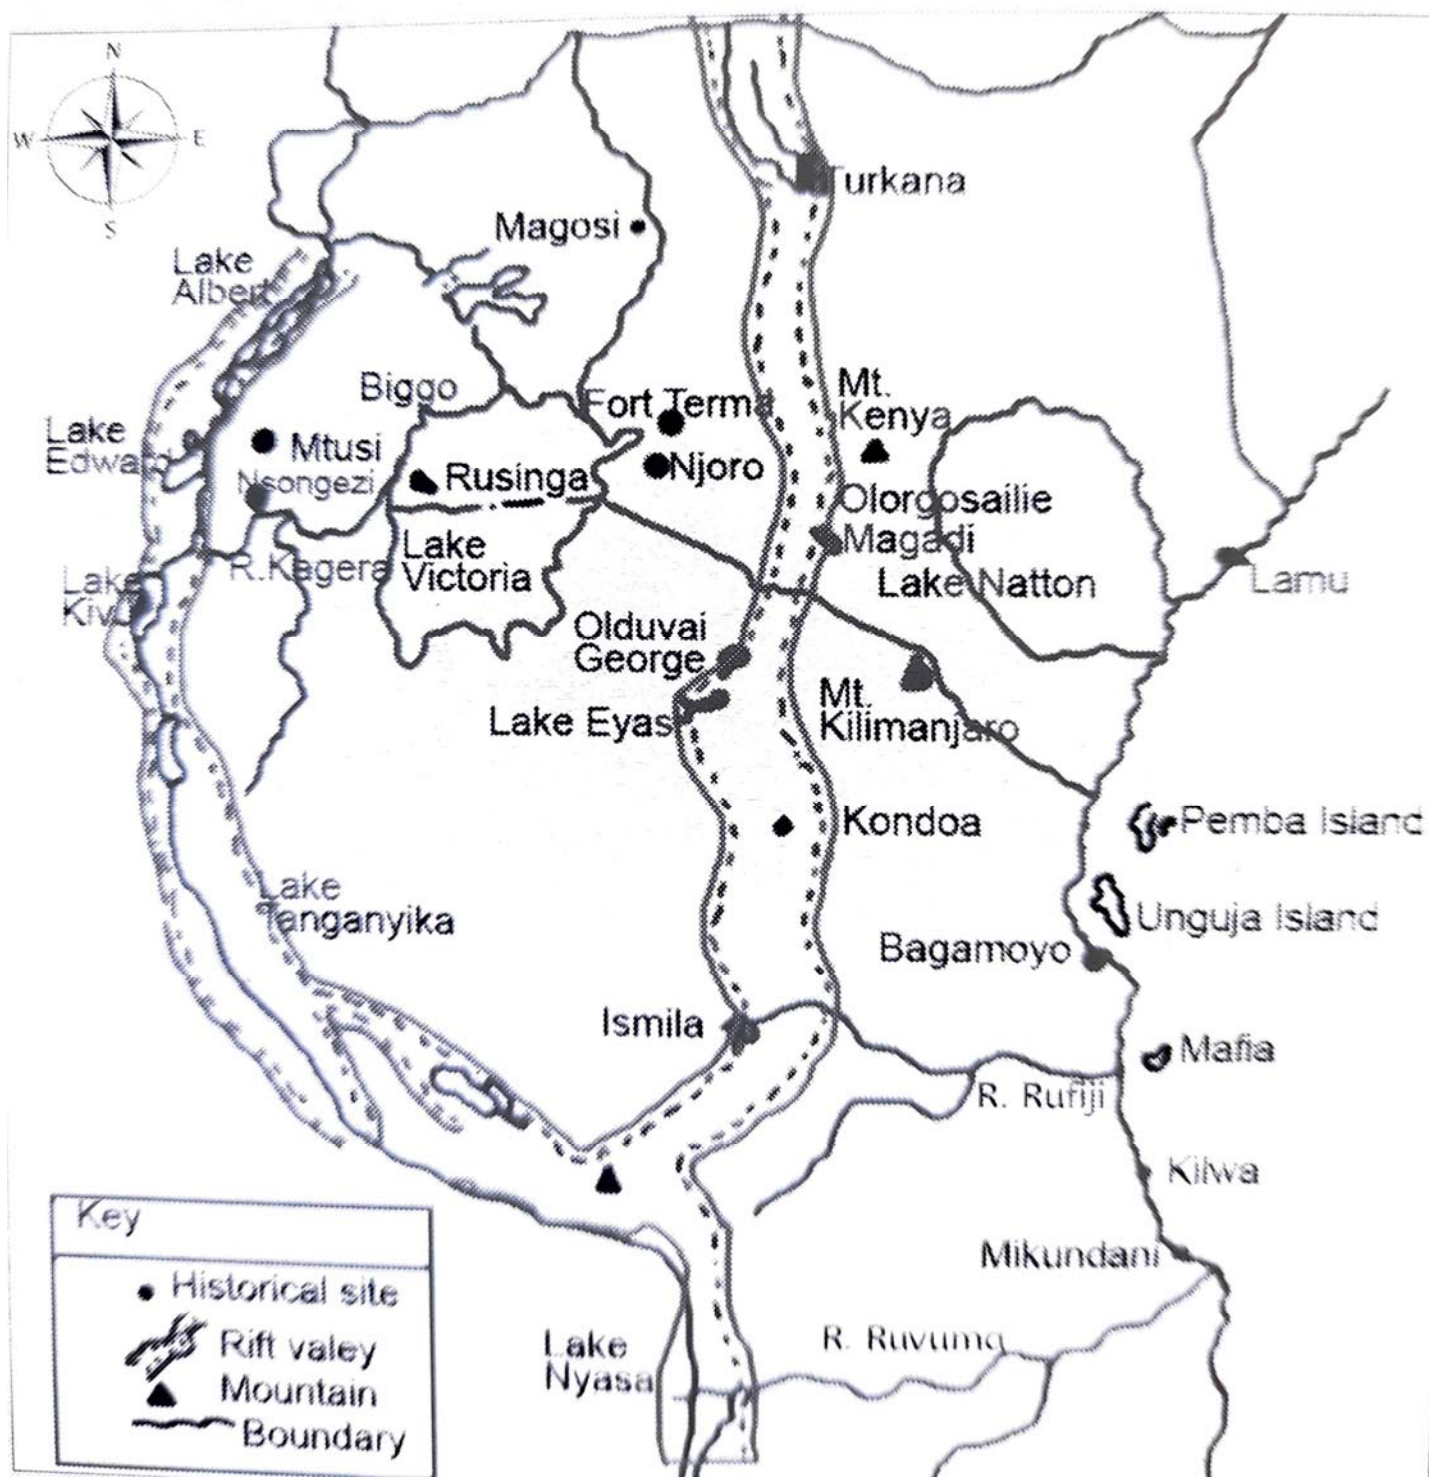 N
W
E
S
Turkana
Magosi
Lake
Albert
Mt.
Kenya
Biggo
Fort Terma
Lake
Edward
Mtusi
Nsongezi
Rusinga
Njoro
Olorgosailie
Magadi
R.Kagera
Lake
Victoria
Lake Natton
Lamu
Lake
Kivu
Olduvai
George
Lake Eyas
Mt.
Kilimanjaro
Kondoa
Pemba Island
Lake
Tanganyika
Unguja Island
Bagamoyo
Ismila
Mafia
R. Rufiji
Kilwa
Mikundani
Lake
Nyasa
R. Ruvuma
Key
Historical site
Rift valey
Mountain
Boundary